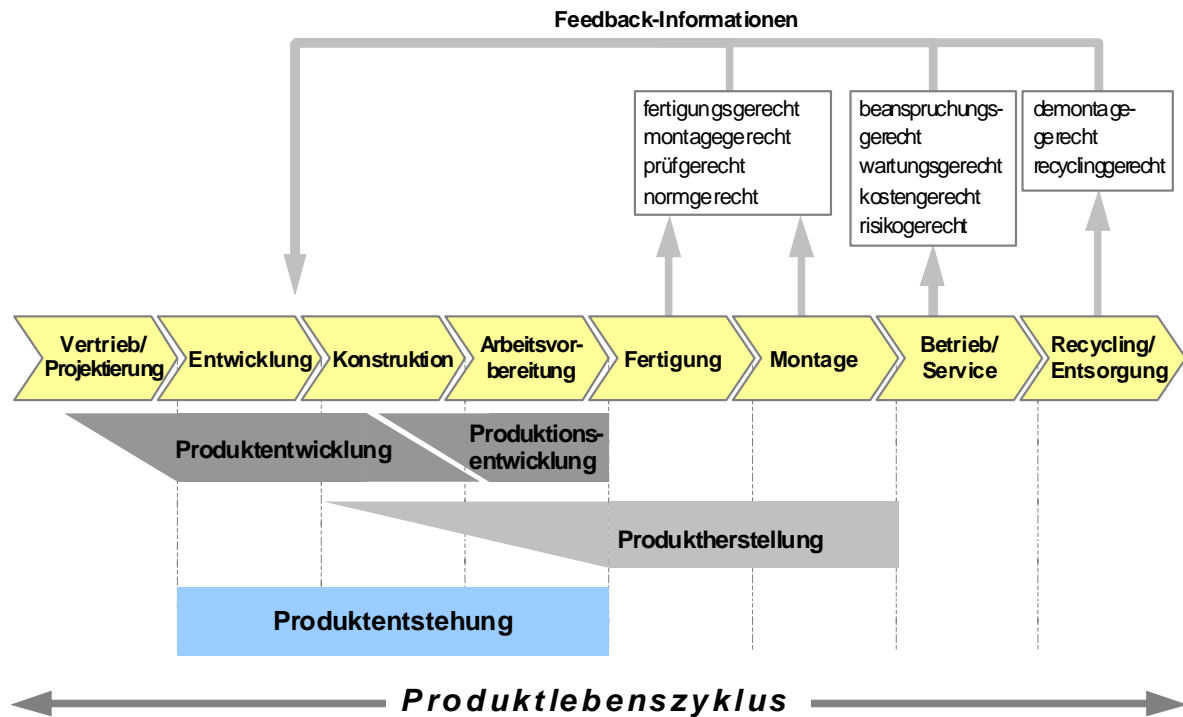 Feedback-Informationen
fertigungsgerecht
montagegerecht
prüfgerecht
normgerecht
beanspruchungs-
gerecht
wartungsgerecht
kostengerecht
risikogerecht
demontage-
gerecht
recyclinggerecht
Vertrieb/
Projektierung
Entwicklung
Konstruktion
Arbeitsvor-
bereitung
Fertigung
Montage
Betrieb/
Service
Recycling/
Entsorgung
Produktentwicklung
Produktions-
entwicklung
Produktherstellung
Produktentstehung
Produktlebenszyklus